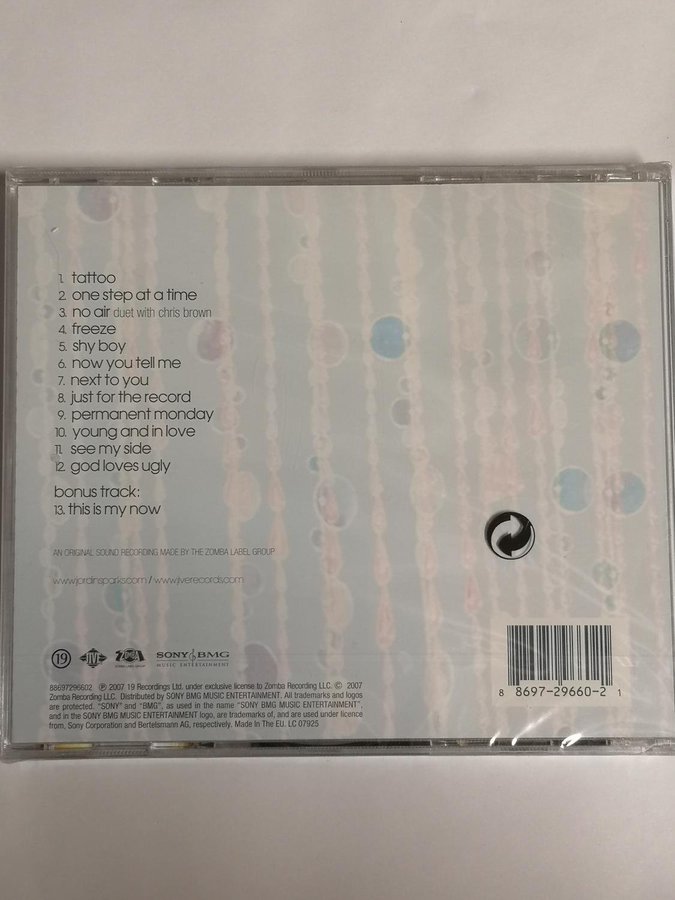 1. tattoo
2. one step at a time
3. no air duet with chris brown
4. freeze
5. shy boy
6. now you tell me
7. next to you
8. just for the record
9. permanent monday
10. young and in love
11. see my side
12. god loves ugly
bonus track:
13. this is my now
AN ORIGINAL SOUND RECORDING MADE BY THE ZOMBA LABEL GROUP
www.jordinsparks.com / www.jiverecords.com
19 JIVE ZOMBA LABEL GROUP SONY BMG
MUSIC ENTERTAINMENT
88697296602 ℗ 2007 19 Recordings Ltd. under exclusive license to Zomba Recording LLC. © 2007
Zomba Recording LLC. Distributed by SONY BMG MUSIC ENTERTAINMENT. All trademarks and logos
are protected. "SONY" and "BMG", as used in the name "SONY BMG MUSIC ENTERTAINMENT",
and in the SONY BMG MUSIC ENTERTAINMENT logo, are trademarks of, and are used under licence
from, Sony Corporation and Bertelsmann AG, respectively. Made In The EU. LC 07925
8 8697-29660-2 1